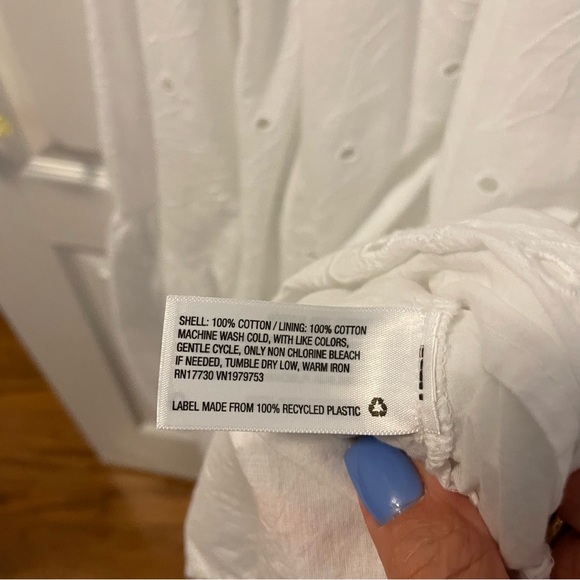 SHELL: 100% COTTON / LINING: 100% COTTON
MACHINE WASH COLD, WITH LIKE COLORS,
GENTLE CYCLE, ONLY NON CHLORINE BLEACH
IF NEEDED, TUMBLE DRY LOW, WARM IRON
RN17730 VN1979753
LABEL MADE FROM 100% RECYCLED PLASTIC